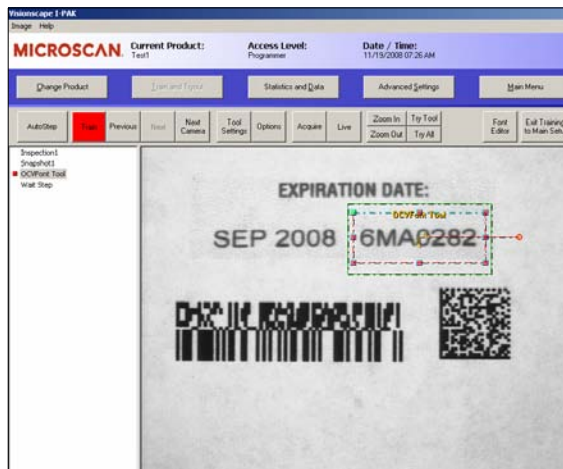 Visionscape I-PAK
Image Help
MICROSCAN. Current Product: Access Level: Date / Time:
Test1 Programmer 11/19/2008 07:26 AM
Change Product Train and Tryout Statistics and Data Advanced Settings Main Menu
AutoStep Train Previous Next Next Camera Tool Settings Options Acquire Live Zoom In Try Tool Font Editor Exit Training to Main Setup
Zoom Out Try All
Inspection1
Snapshot1
OCVFont Tool
Wait Step
EXPIRATION DATE:
OCVFont Tool
SEP 2008 6MA0282